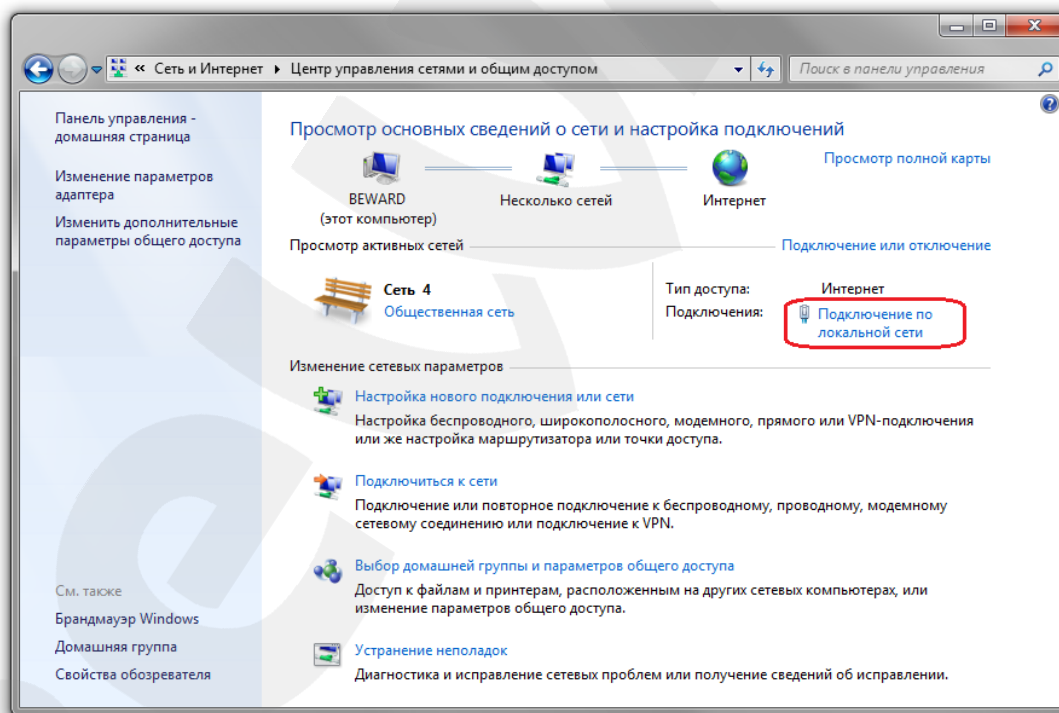 « Сеть и Интернет ▸ Центр управления сетями и общим доступом
Поиск в панели управления
Панель управления -
домашняя страница
Изменение параметров
адаптера
Изменить дополнительные
параметры общего доступа
Просмотр основных сведений о сети и настройка подключений
Просмотр полной карты
BEWARD
(этот компьютер)
Несколько сетей
Интернет
Просмотр активных сетей
Подключение или отключение
Сеть 4
Общественная сеть
Тип доступа: Интернет
Подключения: Подключение по
локальной сети
Изменение сетевых параметров
Настройка нового подключения или сети
Настройка беспроводного, широкополосного, модемного, прямого или VPN-подключения
или же настройка маршрутизатора или точки доступа.
Подключиться к сети
Подключение или повторное подключение к беспроводному, проводному, модемному
сетевому соединению или подключение к VPN.
Выбор домашней группы и параметров общего доступа
Доступ к файлам и принтерам, расположенным на других сетевых компьютерах, или
изменение параметров общего доступа.
Устранение неполадок
Диагностика и исправление сетевых проблем или получение сведений об исправлении.
См. также
Брандмауэр Windows
Домашняя группа
Свойства обозревателя